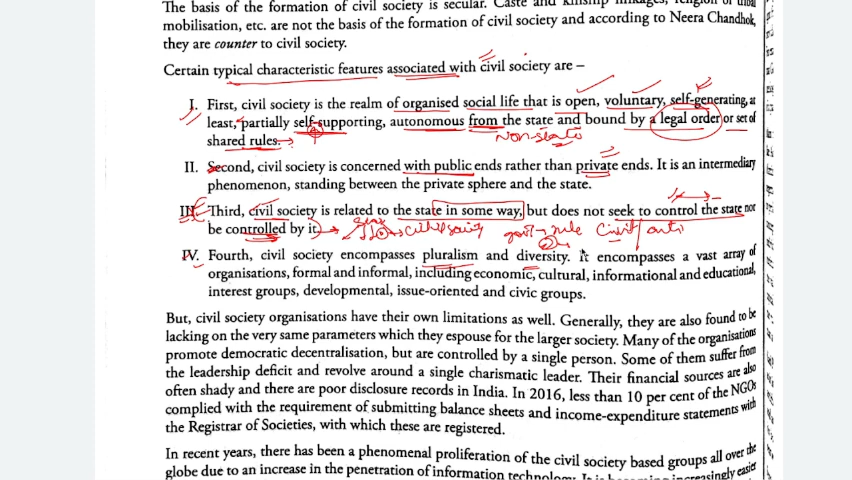 The basis of the formation of civil society is secular. Caste and kinship linkages, religion or tribal
mobilisation, etc. are not the basis of the formation of civil society and according to Neera Chandhok,
they are counter to civil society.
Certain typical characteristic features associated with civil society are –
I. First, civil society is the realm of organised social life that is open, voluntary, self-generating, at
least, partially self-supporting, autonomous from the state and bound by a legal order or set of
shared rules.
Non-state
II. Second, civil society is concerned with public ends rather than private ends. It is an intermediary
phenomenon, standing between the private sphere and the state.
III. Third, civil society is related to the state in some way, but does not seek to control the state nor
be controlled by it.
IV. Fourth, civil society encompasses pluralism and diversity. It encompasses a vast array of
organisations, formal and informal, including economic, cultural, informational and educational,
interest groups, developmental, issue-oriented and civic groups.
But, civil society organisations have their own limitations as well. Generally, they are also found to be
lacking on the very same parameters which they espouse for the larger society. Many of the organisations
promote democratic decentralisation, but are controlled by a single person. Some of them suffer from
the leadership deficit and revolve around a single charismatic leader. Their financial sources are also
often shady and there are poor disclosure records in India. In 2016, less than 10 per cent of the NGOs
complied with the requirement of submitting balance sheets and income-expenditure statements with
the Registrar of Societies, with which these are registered.
In recent years, there has been a phenomenal proliferation of the civil society based groups all over the
globe due to an increase in the penetration of information technology. It is increasingly easier